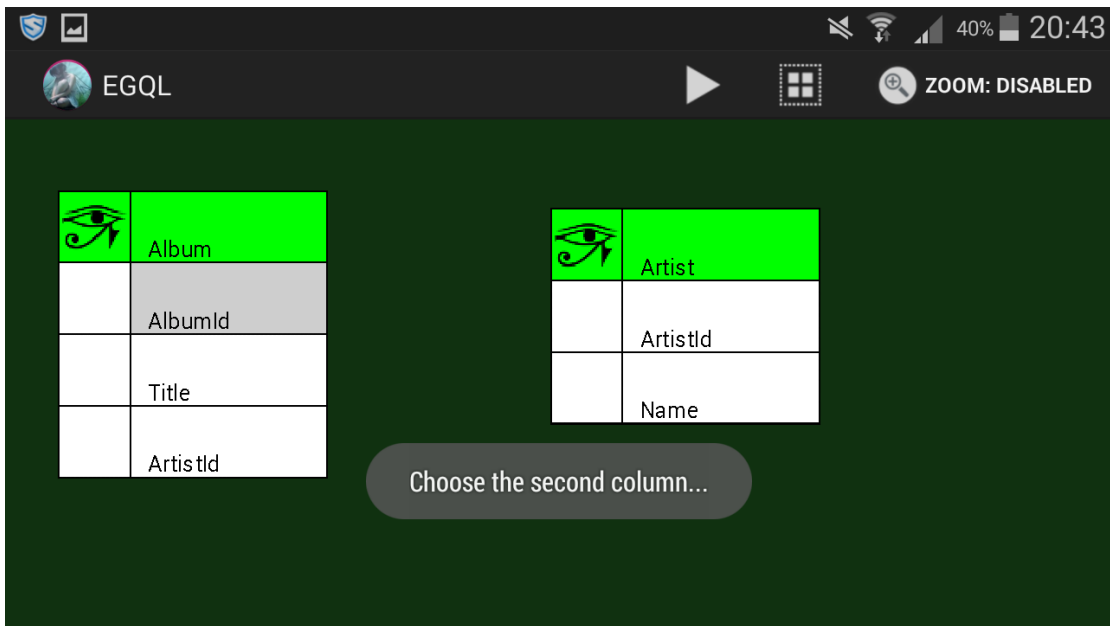 40% 20:43
EGQL ZOOM: DISABLED
Album
AlbumId
Title
ArtistId
Artist
ArtistId
Name
Choose the second column...